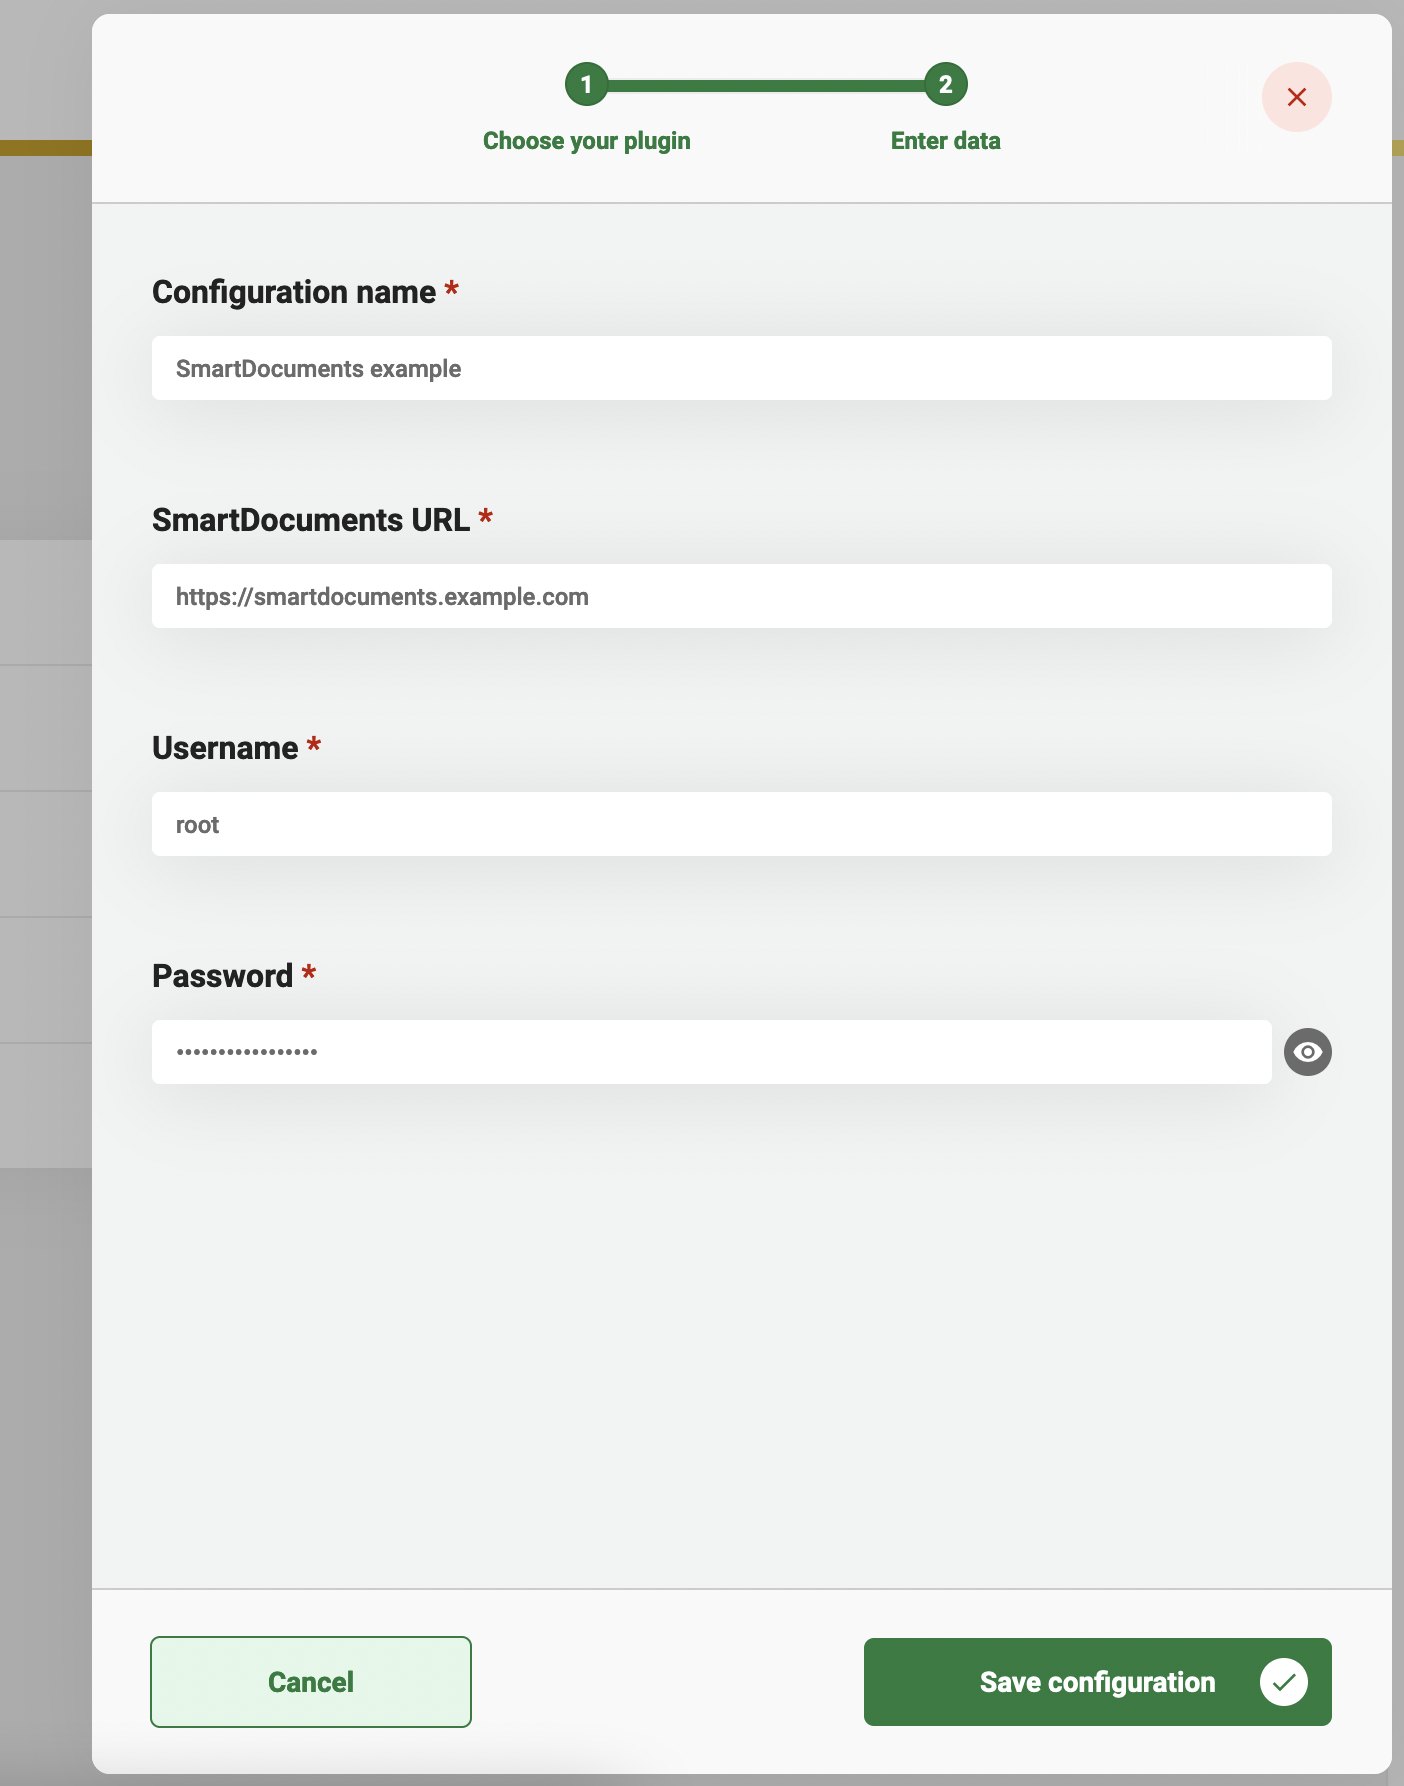 1
2
Choose your plugin
Enter data
Configuration name *
SmartDocuments example
SmartDocuments URL *
https://smartdocuments.example.com
Username *
root
Password *
•••••••••••••••••
Cancel
Save configuration